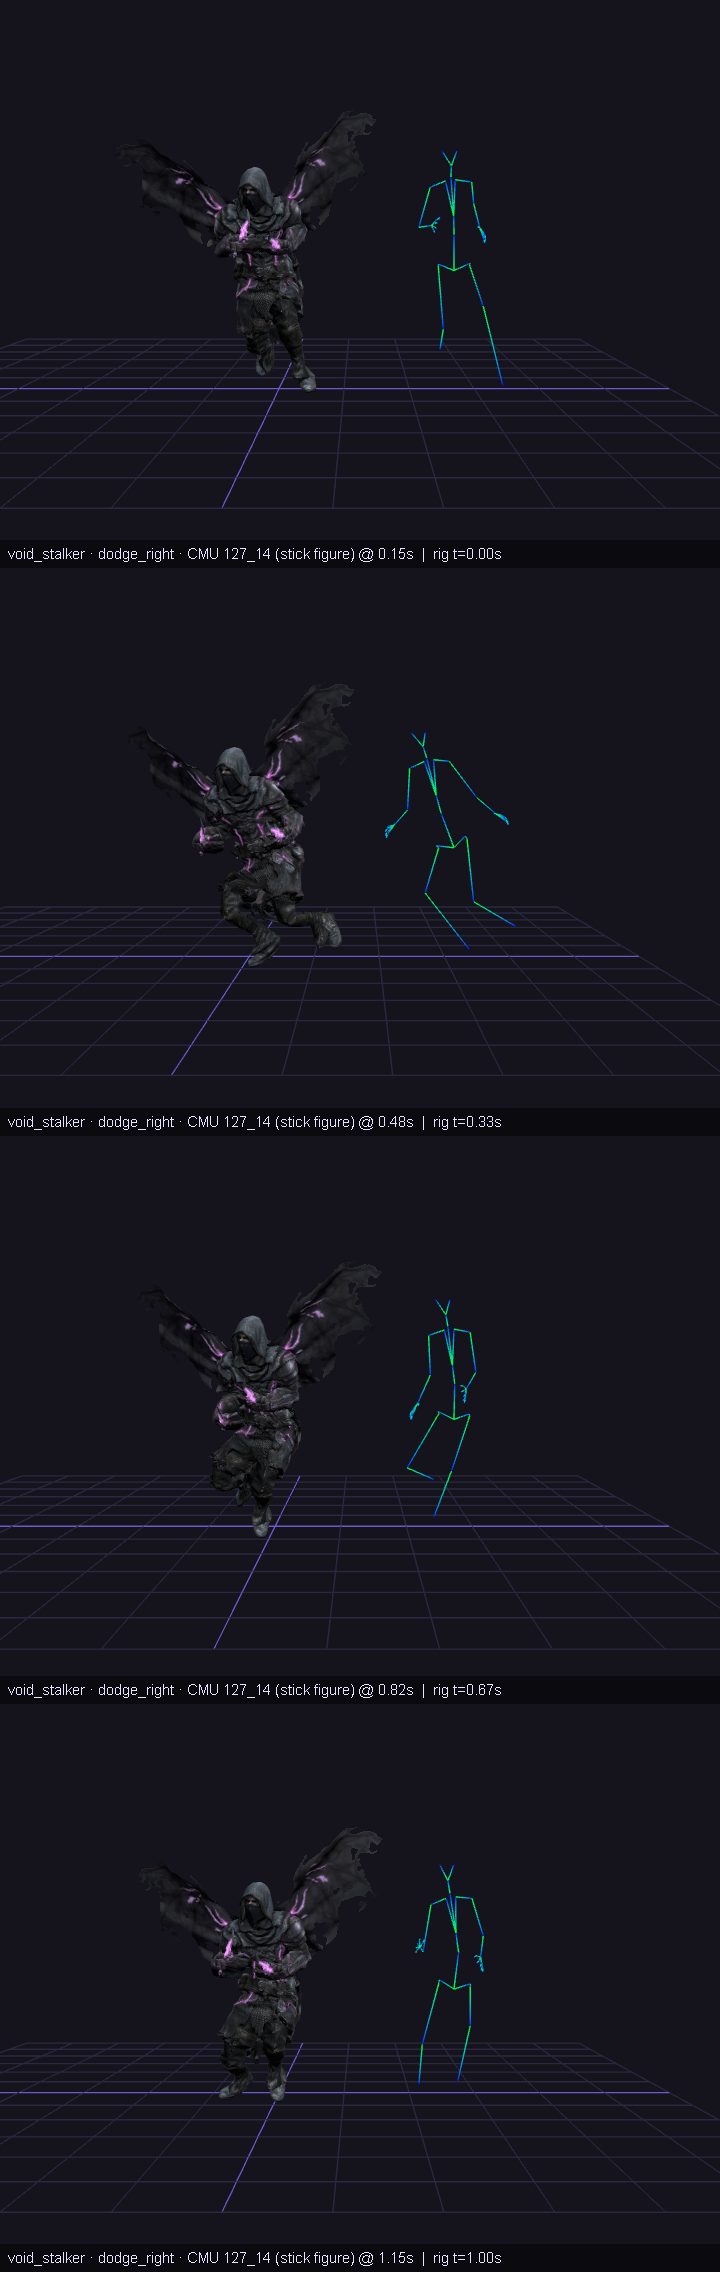 void_stalker · dodge_right · CMU 127_14 (stick figure) @ 0.15s | rig t=0.00s
void_stalker · dodge_right · CMU 127_14 (stick figure) @ 0.48s | rig t=0.33s
void_stalker · dodge_right · CMU 127_14 (stick figure) @ 0.82s | rig t=0.67s
void_stalker · dodge_right · CMU 127_14 (stick figure) @ 1.15s | rig t=1.00s